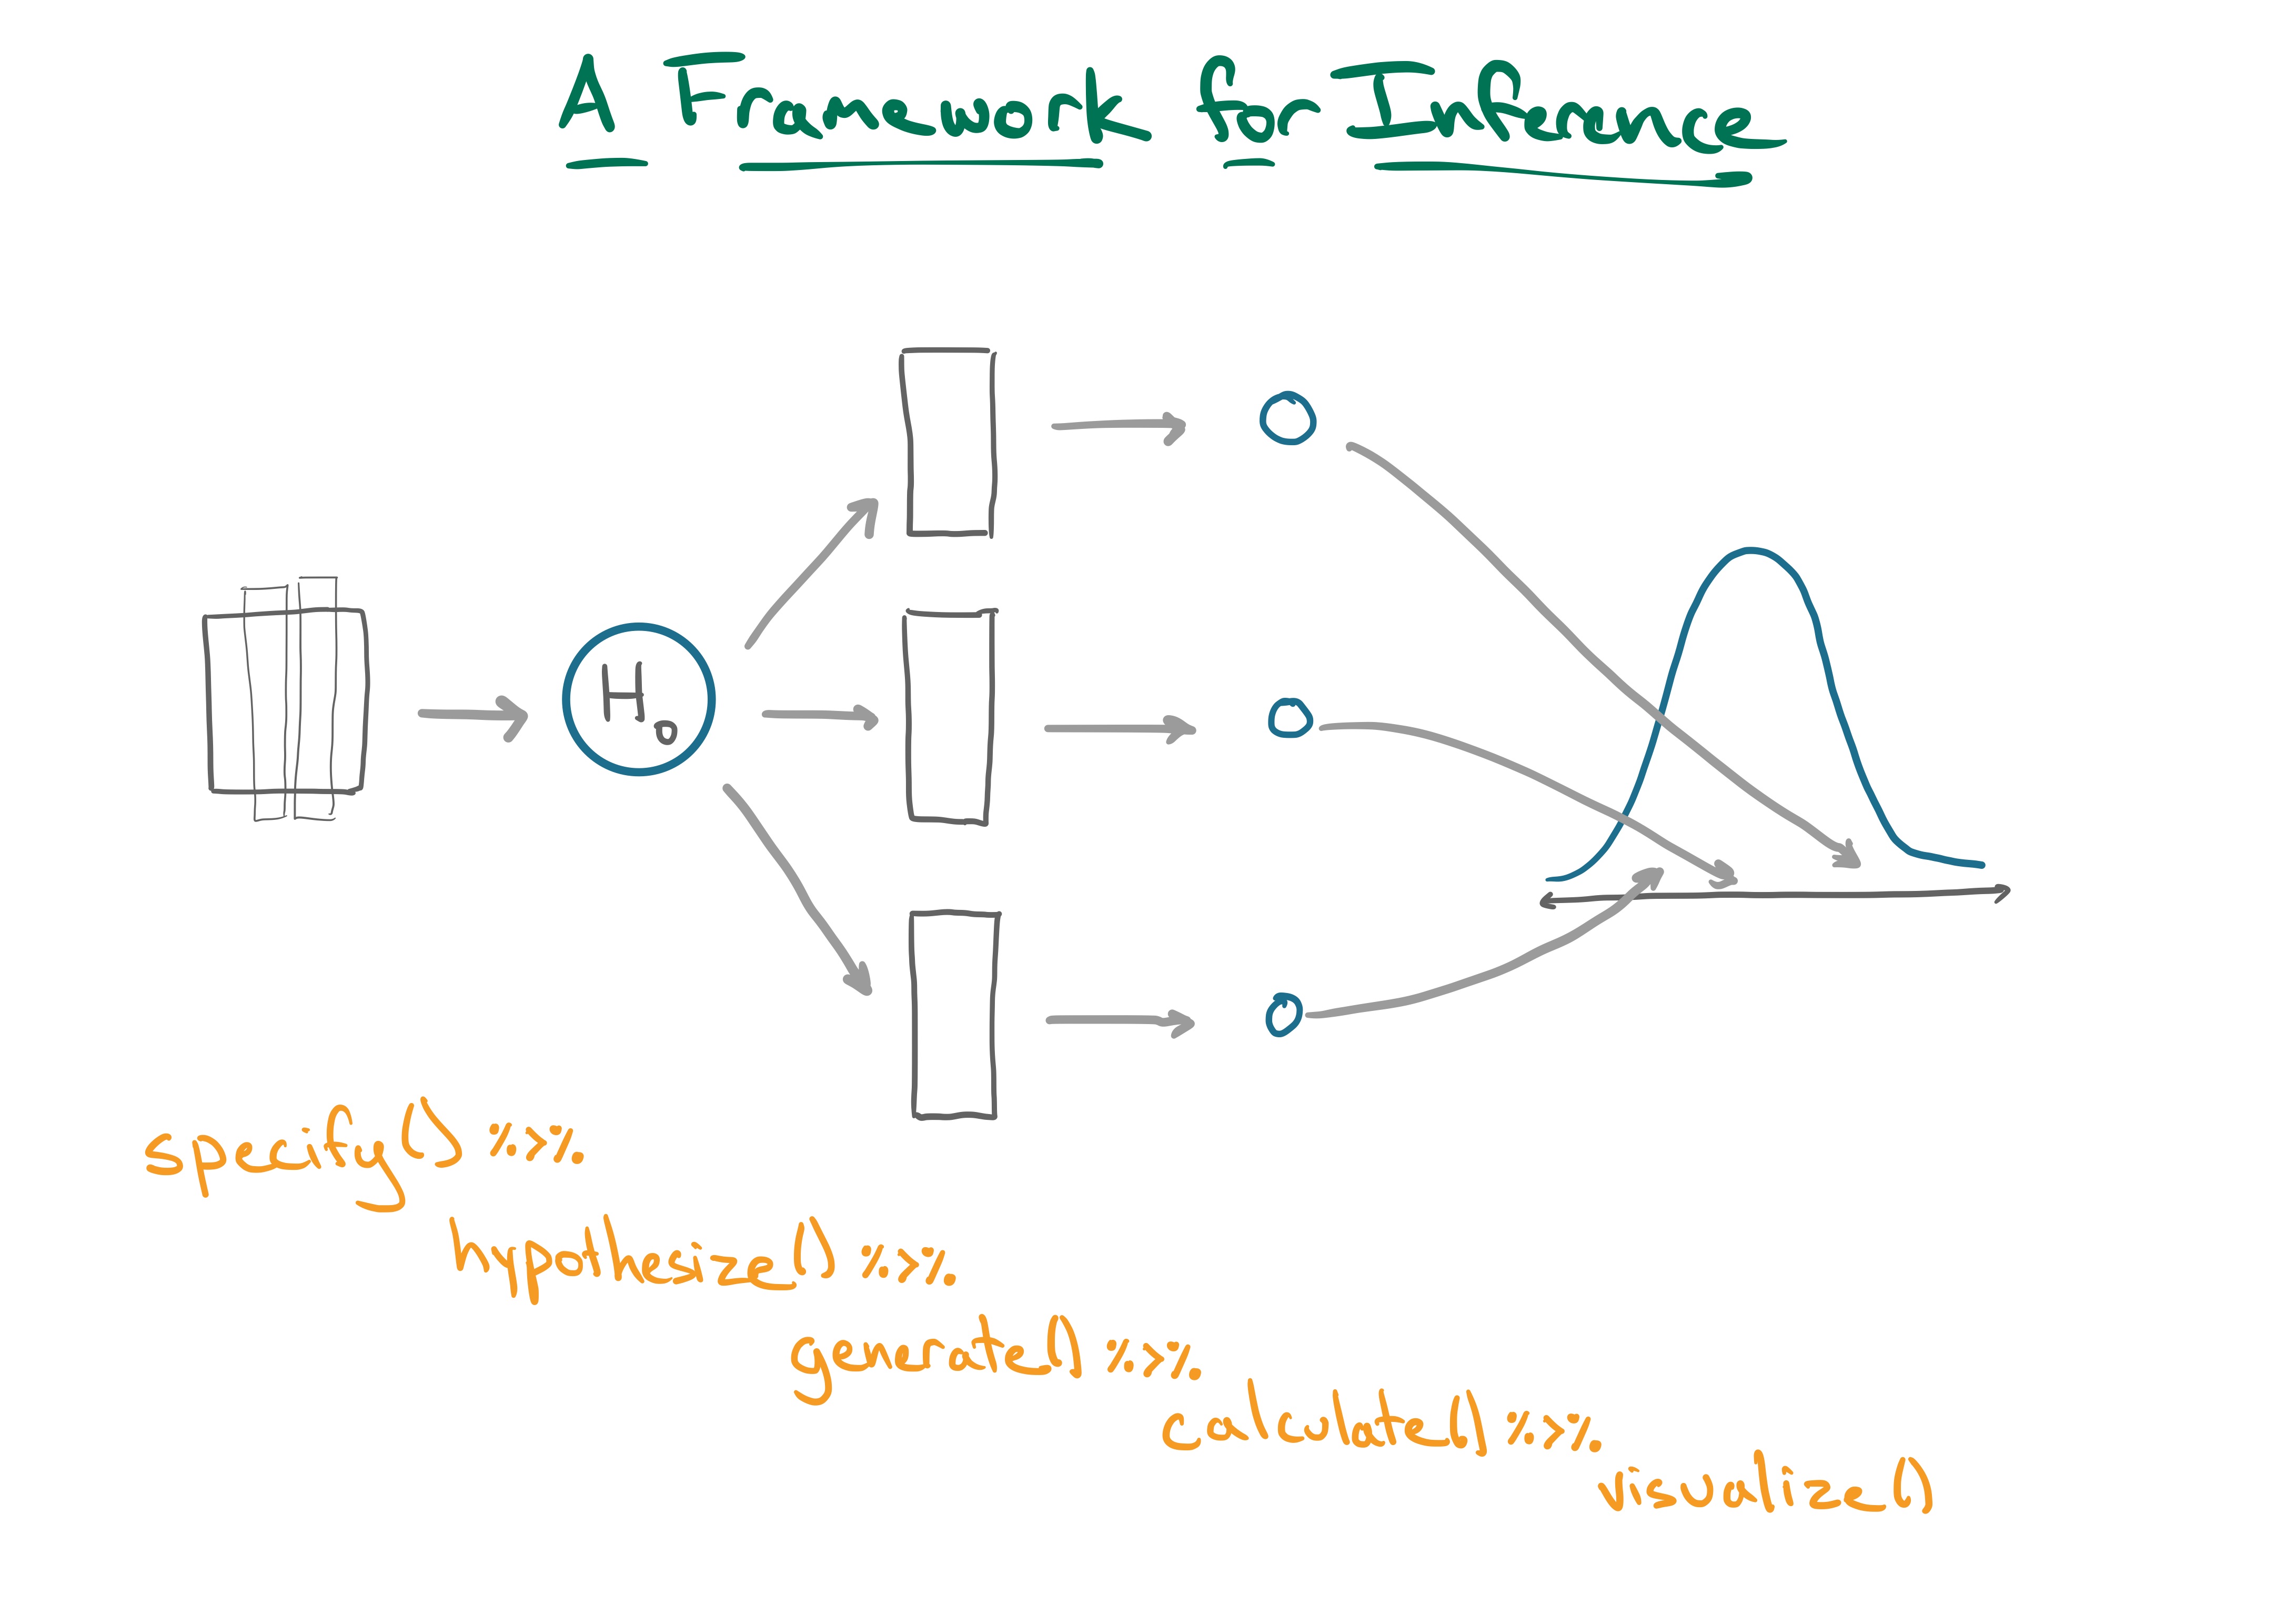 A Framework for Inference
H₀
specify() %>%
hypothesize() %>%
generate() %>%
calculate() %>%
visualize()